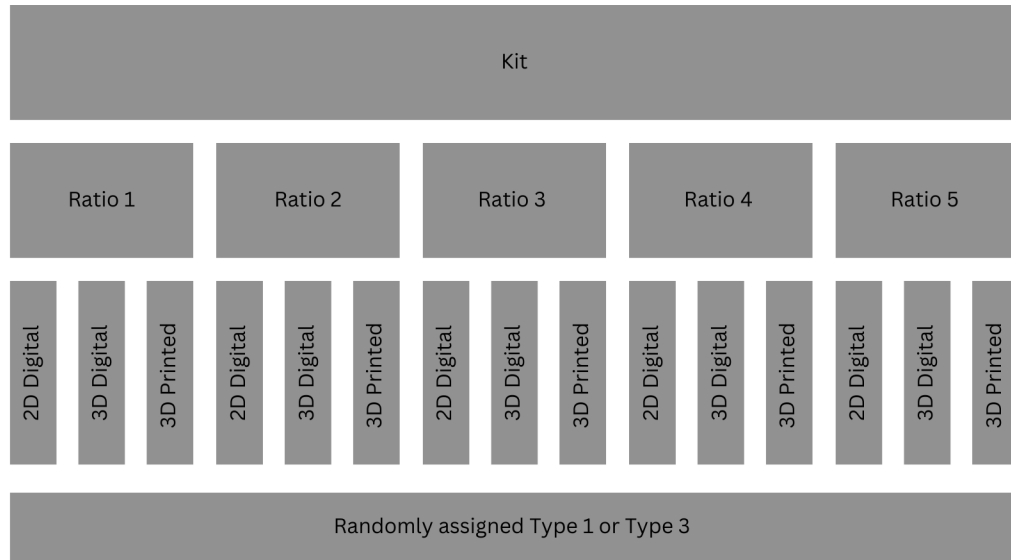 Kit
Ratio 1
Ratio 2
Ratio 3
Ratio 4
Ratio 5
2D Digital
3D Digital
3D Printed
2D Digital
3D Digital
3D Printed
2D Digital
3D Digital
3D Printed
2D Digital
3D Digital
3D Printed
2D Digital
3D Digital
3D Printed
Randomly assigned Type 1 or Type 3